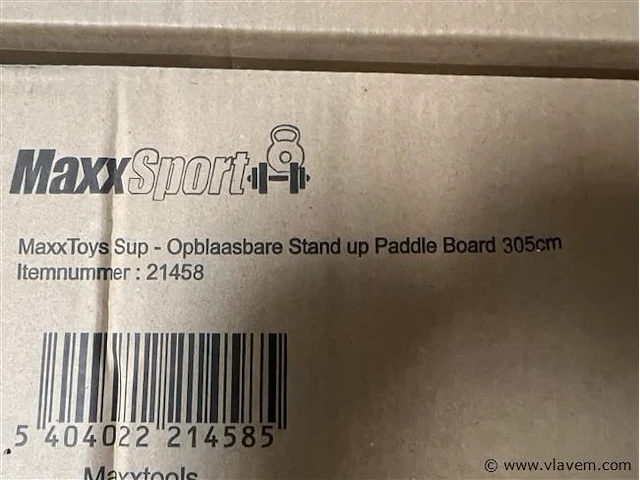 MaxxSport
MaxxToys Sup - Opblaasbare Stand up Paddle Board 305cm
Itemnummer : 21458
5 404022 214585
Maxxtools
© www.vlavem.com